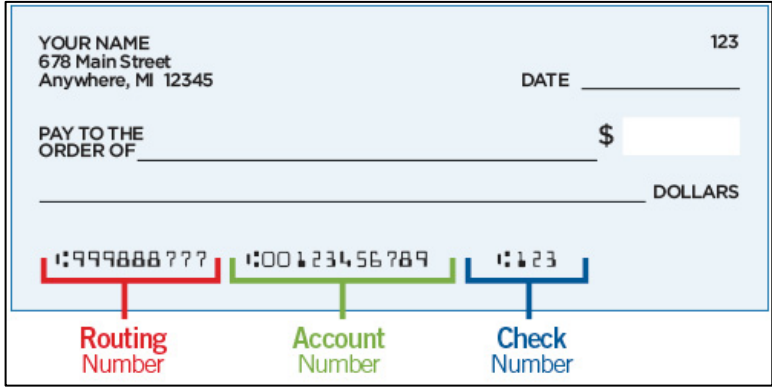 YOUR NAME 123
678 Main Street
Anywhere, MI 12345
DATE
PAY TO THE
ORDER OF $
DOLLARS
⑆999888777 ⑆00123456789 ⑆123
Routing Account Check
Number Number Number